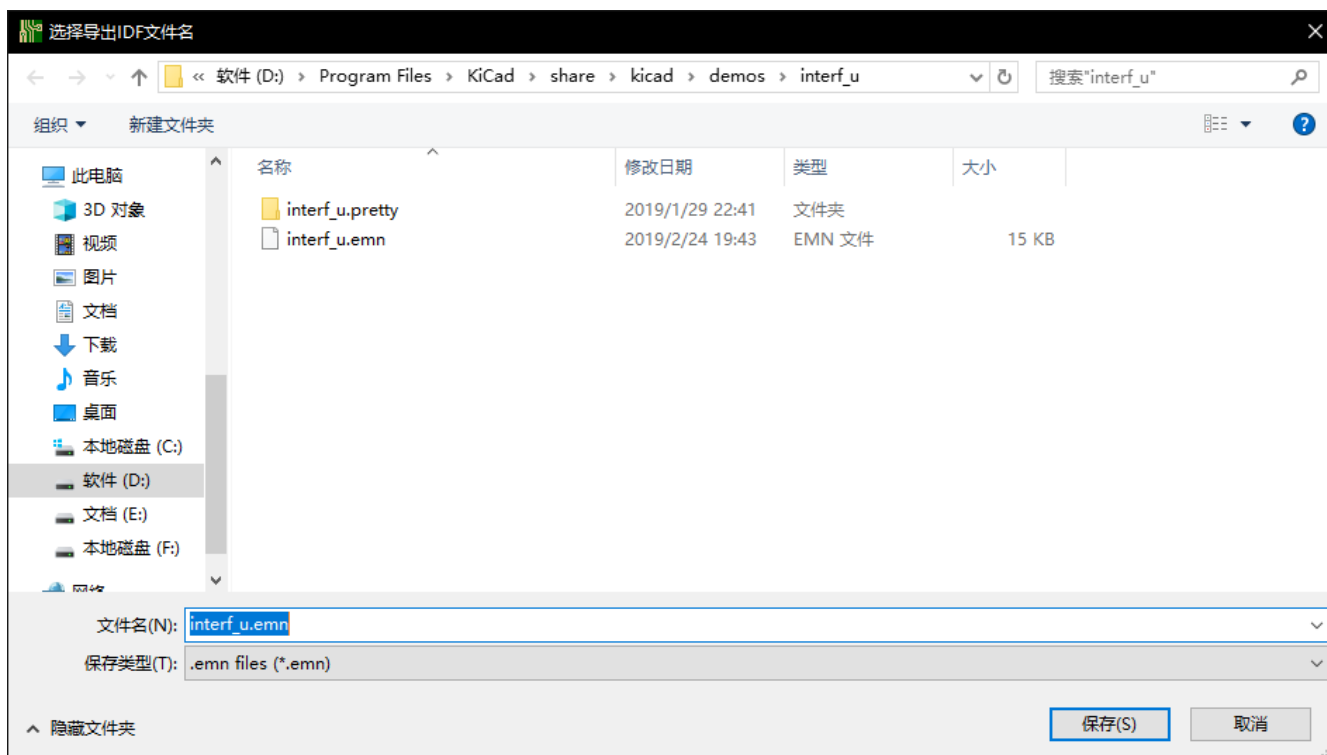 选择导出IDF文件名
« 软件 (D:) › Program Files › KiCad › share › kicad › demos › interf_u
搜索"interf_u"
组织
新建文件夹
名称 修改日期 类型 大小
interf_u.pretty 2019/1/29 22:41 文件夹
interf_u.emn 2019/2/24 19:43 EMN 文件 15 KB
此电脑
3D 对象
视频
图片
文档
下载
音乐
桌面
本地磁盘 (C:)
软件 (D:)
文档 (E:)
本地磁盘 (F:)
网络
文件名(N): interf_u.emn
保存类型(T): .emn files (*.emn)
隐藏文件夹
保存(S) 取消